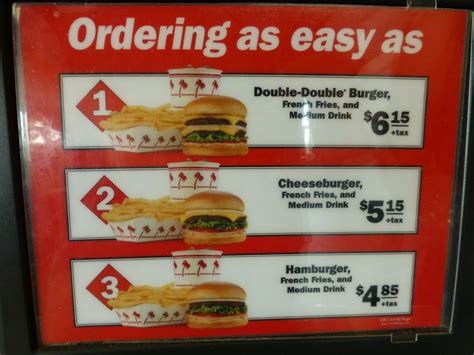 Ordering as easy as
1
Double-Double® Burger,
French Fries, and
Medium Drink
$6 15
+tax
2
Cheeseburger,
French Fries, and
Medium Drink
$5 15
+tax
3
Hamburger,
French Fries, and
Medium Drink
$4 85
+tax